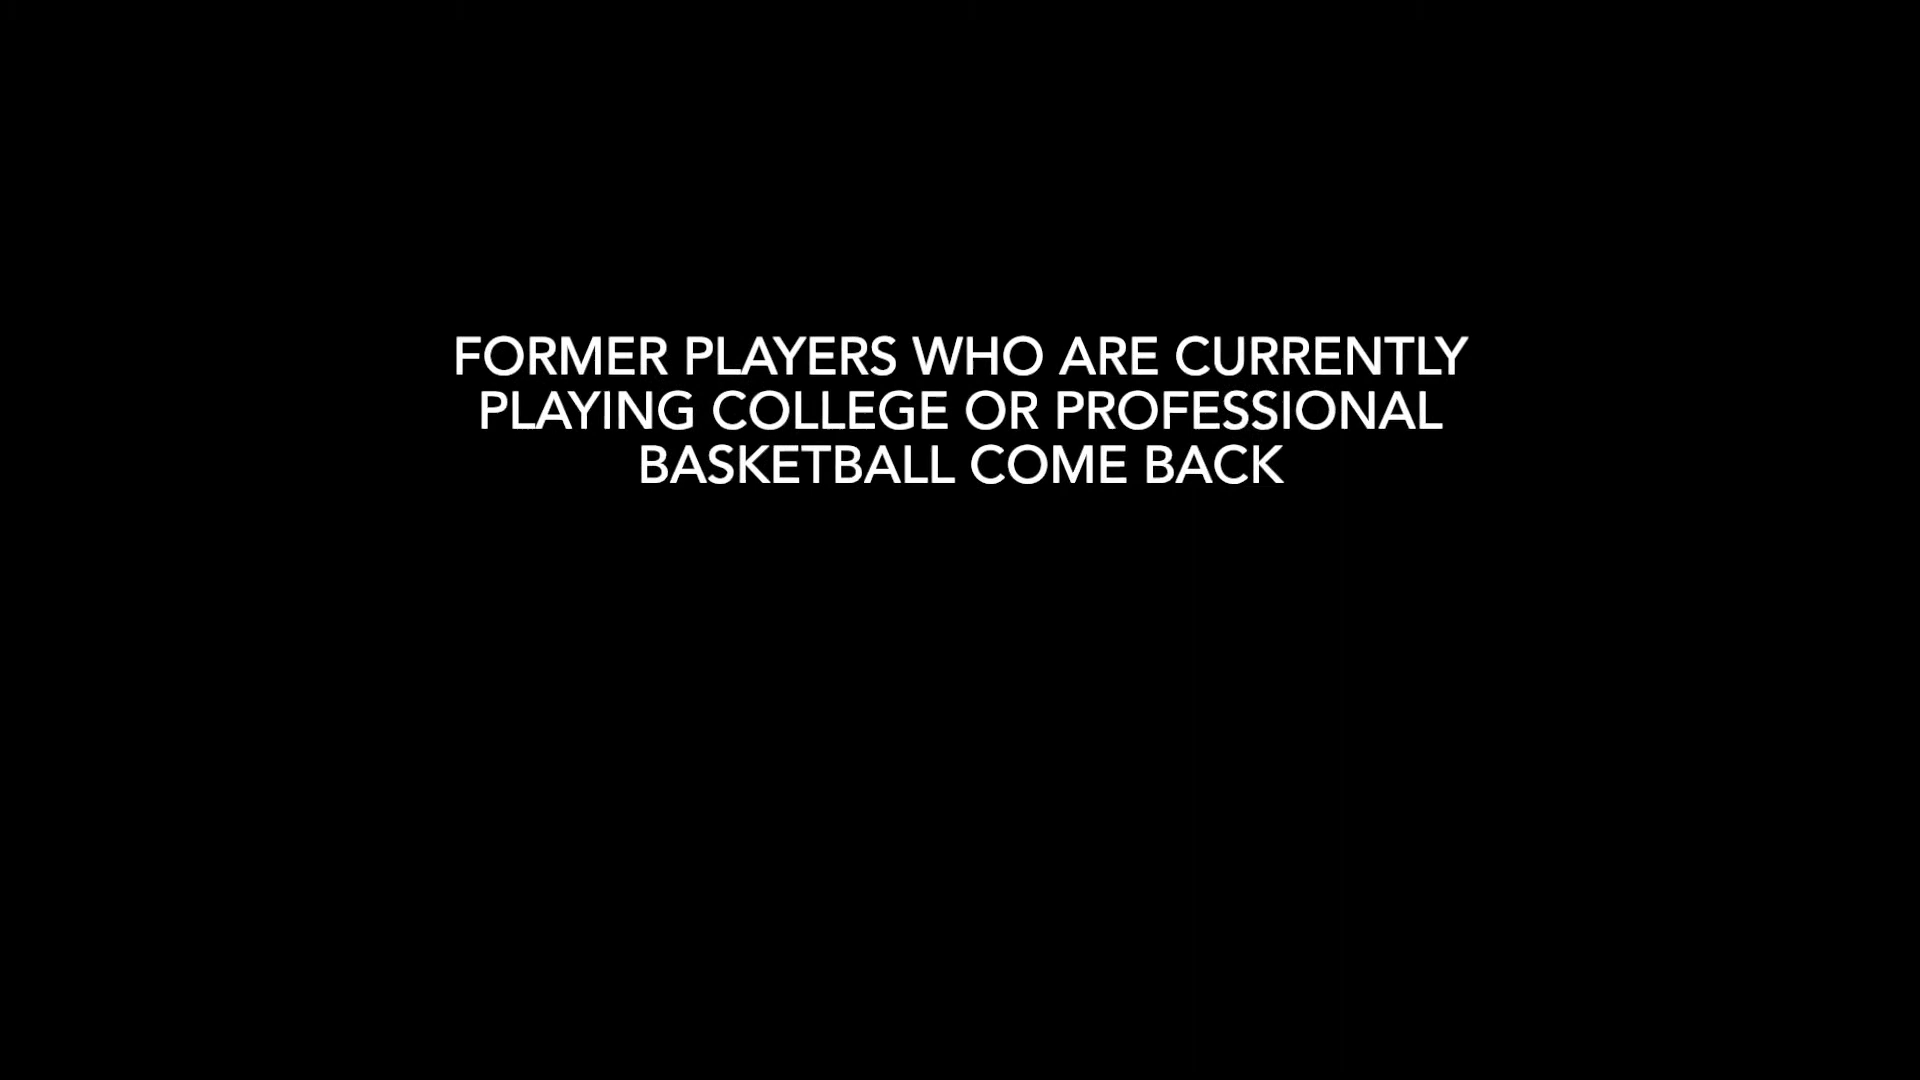 FORMER PLAYERS WHO ARE CURRENTLY
PLAYING COLLEGE OR PROFESSIONAL
BASKETBALL COME BACK